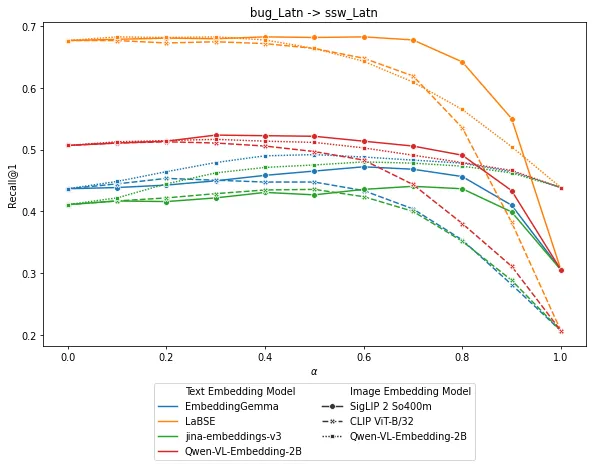 bug_Latn -> ssw_Latn
Recall@1
0.7
0.6
0.5
0.4
0.3
0.2
0.0 0.2 0.4 0.6 0.8 1.0
α
Text Embedding Model Image Embedding Model
EmbeddingGemma SigLIP 2 So400m
LaBSE CLIP ViT-B/32
jina-embeddings-v3 Qwen-VL-Embedding-2B
Qwen-VL-Embedding-2B